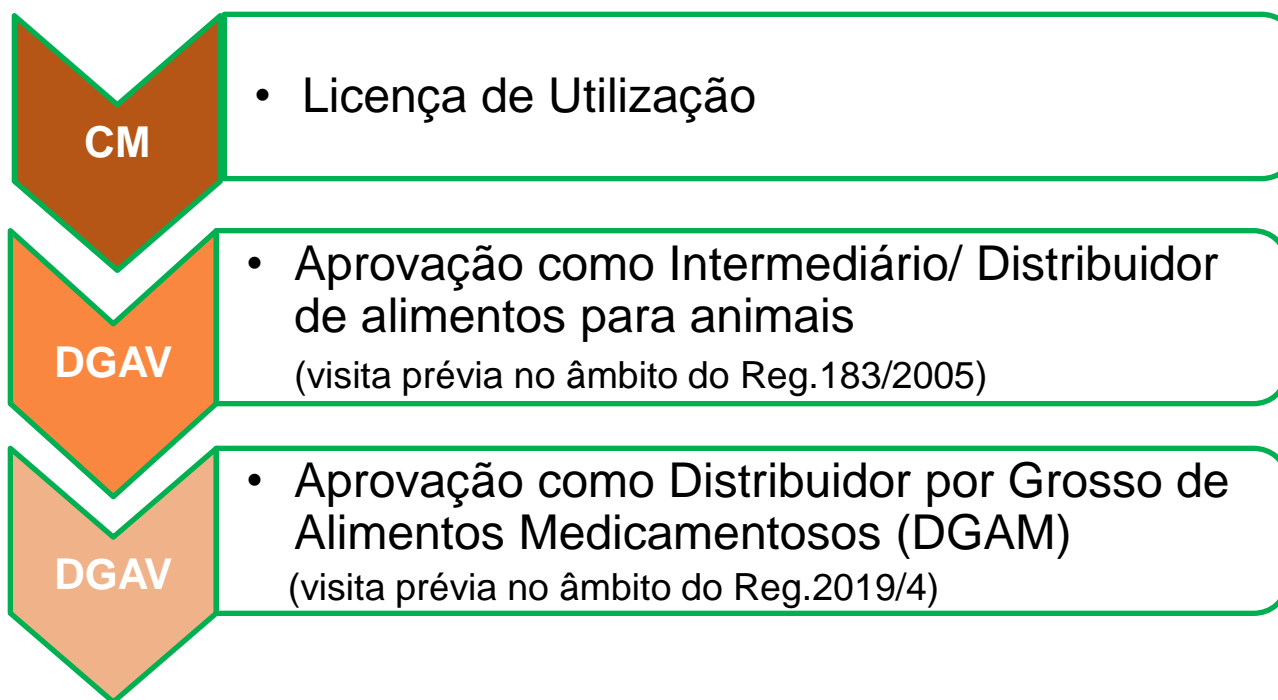 CM
• Licença de Utilização
DGAV
• Aprovação como Intermediário/ Distribuidor
de alimentos para animais
(visita prévia no âmbito do Reg.183/2005)
DGAV
• Aprovação como Distribuidor por Grosso de
Alimentos Medicamentosos (DGAM)
(visita prévia no âmbito do Reg.2019/4)